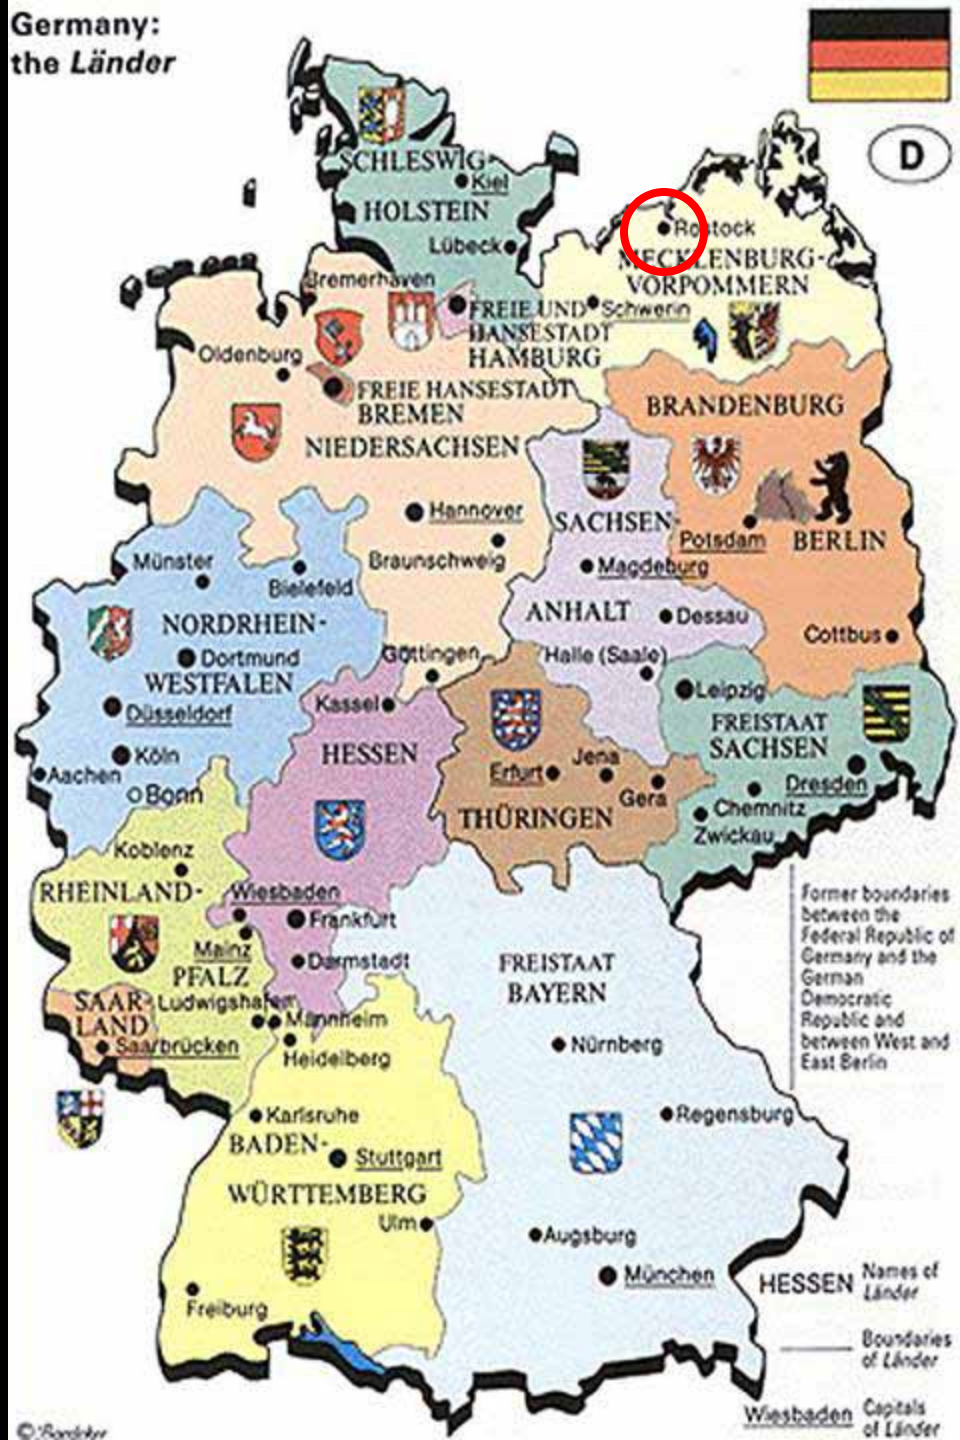 Germany:
the Länder
D
SCHLESWIG-
Kiel
HOLSTEIN
Lübeck
Rostock
MECKLENBURG-
VORPOMMERN
Bremerhaven
FREIE UND
Schwerin
HANSESTADT
HAMBURG
Oldenburg
FREIE HANSESTADT
BREMEN
BRANDENBURG
NIEDERSACHSEN
Hannover
SACHSEN-
Potsdam
BERLIN
Braunschweig
Münster
Bielefeld
Magdeburg
ANHALT
Dessau
NORDRHEIN-
Cottbus
Dortmund
Göttingen
Halle (Saale)
WESTFALEN
Leipzig
Kassel
Düsseldorf
FREISTAAT
SACHSEN
HESSEN
Köln
Jena
Aachen
Erfurt
Dresden
Bonn
Gera
Chemnitz
THÜRINGEN
Zwickau
Koblenz
RHEINLAND-
Wiesbaden
Frankfurt
Mainz
Darmstadt
PFALZ
FREISTAAT
BAYERN
SAAR-
LAND
Ludwigshafen
Mannheim
Saarbrücken
Heidelberg
Nürnberg
Former boundaries
between the
Federal Republic of
Germany and the
German
Democratic
Republic and
between West and
East Berlin
Karlsruhe
Regensburg
BADEN-
Stuttgart
WÜRTTEMBERG
Ulm
Augsburg
München
Freiburg
HESSEN Names of
Länder
Boundaries
of Länder
Wiesbaden Capitals
of Länder
© Baedeker